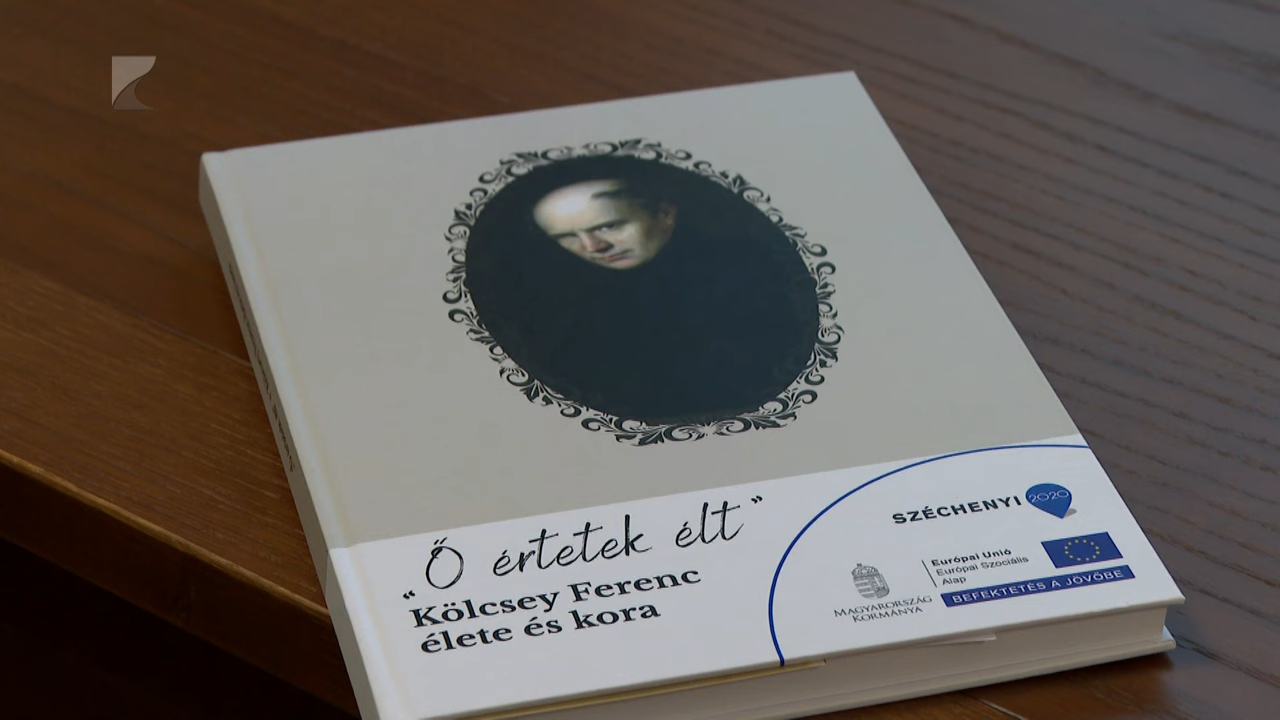 „Ő értetek élt”
Kölcsey Ferenc
élete és kora
SZÉCHENYI 2020
MAGYARORSZÁG
KORMÁNYA
Európai Unió
Európai Szociális
Alap
BEFEKTETÉS A JÖVŐBE